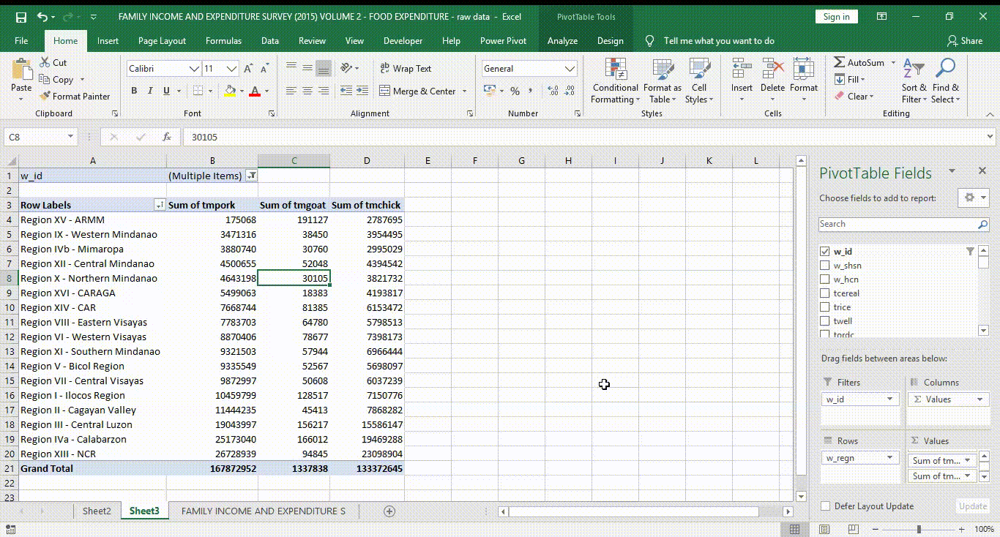 FAMILY INCOME AND EXPENDITURE SURVEY (2015) VOLUME 2 - FOOD EXPENDITURE - raw data - Excel
PivotTable Tools
Sign in
File Home Insert Page Layout Formulas Data Review View Developer Help Power Pivot Analyze Design Tell me what you want to do Share
Paste
Cut
Copy
Format Painter
Clipboard
Calibri 11
B I U
Font
Wrap Text
Merge & Center
Alignment
General
Number
Conditional Formatting
Format as Table
Cell Styles
Styles
Insert
Delete
Format
Cells
AutoSum
Fill
Clear
Sort & Filter
Find & Select
Editing
C8 fx 30105
A B C D E F G H I J K L
1 w_id (Multiple Items)
2
3 Row Labels Sum of tmpork Sum of tmgoat Sum of tmchick
4 Region XV - ARMM 175068 191127 2787695
5 Region IX - Western Mindanao 3471316 38450 3954495
6 Region IVb - Mimaropa 3880740 30760 2995029
7 Region XII - Central Mindanao 4500655 52048 4394542
8 Region X - Northern Mindanao 4643198 30105 3821732
9 Region XVI - CARAGA 5499063 18383 4193817
10 Region XIV - CAR 7668744 81385 6153472
11 Region VIII - Eastern Visayas 7783703 64780 5798513
12 Region VI - Western Visayas 8870406 78677 7398173
13 Region XI - Southern Mindanao 9321503 57944 6966444
14 Region V - Bicol Region 9335549 52567 5698097
15 Region VII - Central Visayas 9872997 50608 6037239
16 Region I - Ilocos Region 10459799 128517 7150776
17 Region II - Cagayan Valley 11444235 45413 7868282
18 Region III - Central Luzon 19043997 156217 15586147
19 Region IVa - Calabarzon 25173040 166012 19469288
20 Region XIII - NCR 26728939 94845 23098904
21 Grand Total 167872952 1337838 133372645
22
23
PivotTable Fields
Choose fields to add to report:
Search
w_id
w_shsn
w_hcn
tcereal
trice
twell
tordc
Drag fields between areas below:
Filters Columns
w_id Σ Values
Rows Σ Values
w_regn Sum of tm...
Sum of tm...
Defer Layout Update Update
Sheet2 Sheet3 FAMILY INCOME AND EXPENDITURE S
100%